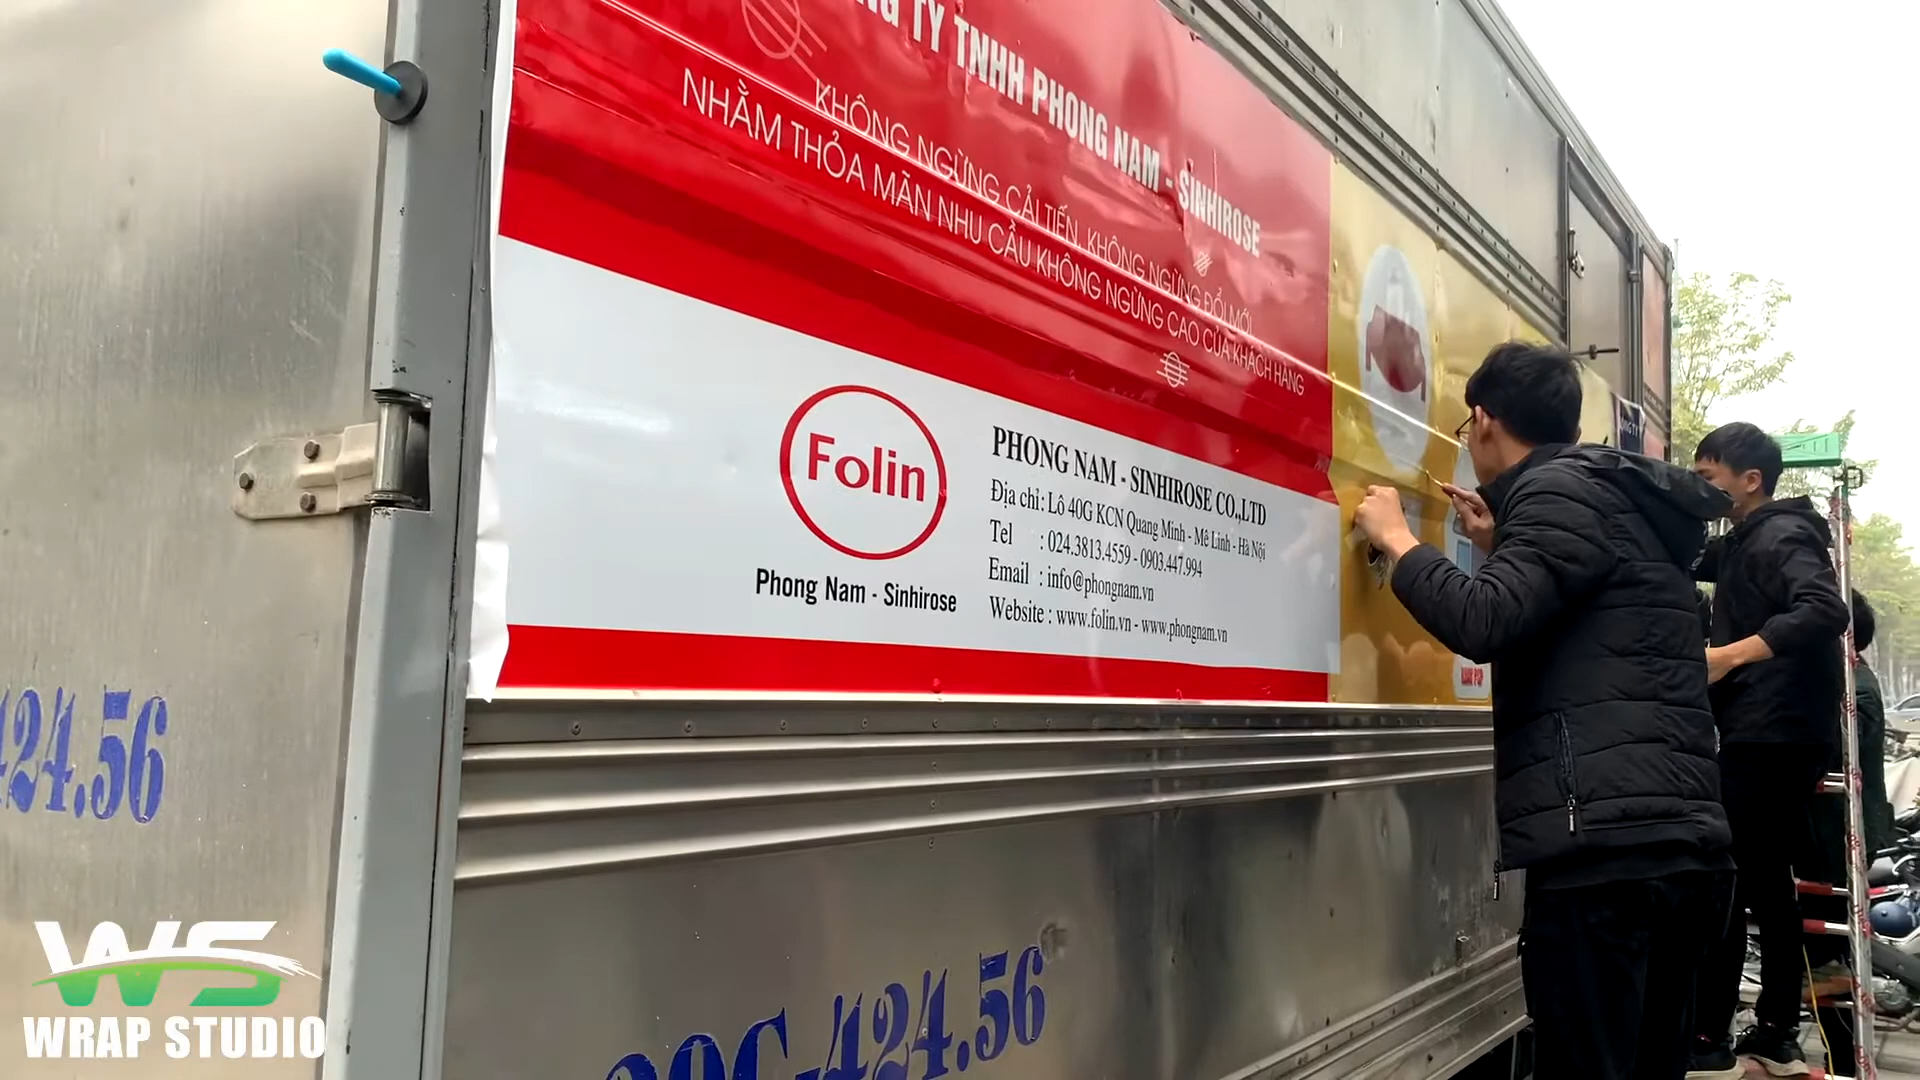 TY TNHH PHONG NAM - SINHIROSE
KHÔNG NGỪNG CẢI TIẾN, KHÔNG NGỪNG ĐỔI MỚI
NHẰM THỎA MÃN NHU CẦU KHÔNG NGỪNG CAO CỦA KHÁCH HÀNG
Folin
Phong Nam - Sinhirose
PHONG NAM - SINHIROSE CO.,LTD
Địa chỉ: Lô 40G KCN Quang Minh - Mê Linh - Hà Nội
Tel : 024.3813.4559 - 0903.447.994
Email : info@phongnam.vn
Website : www.folin.vn - www.phongnam.vn
424.56
29C-424.56
WS
WRAP STUDIO